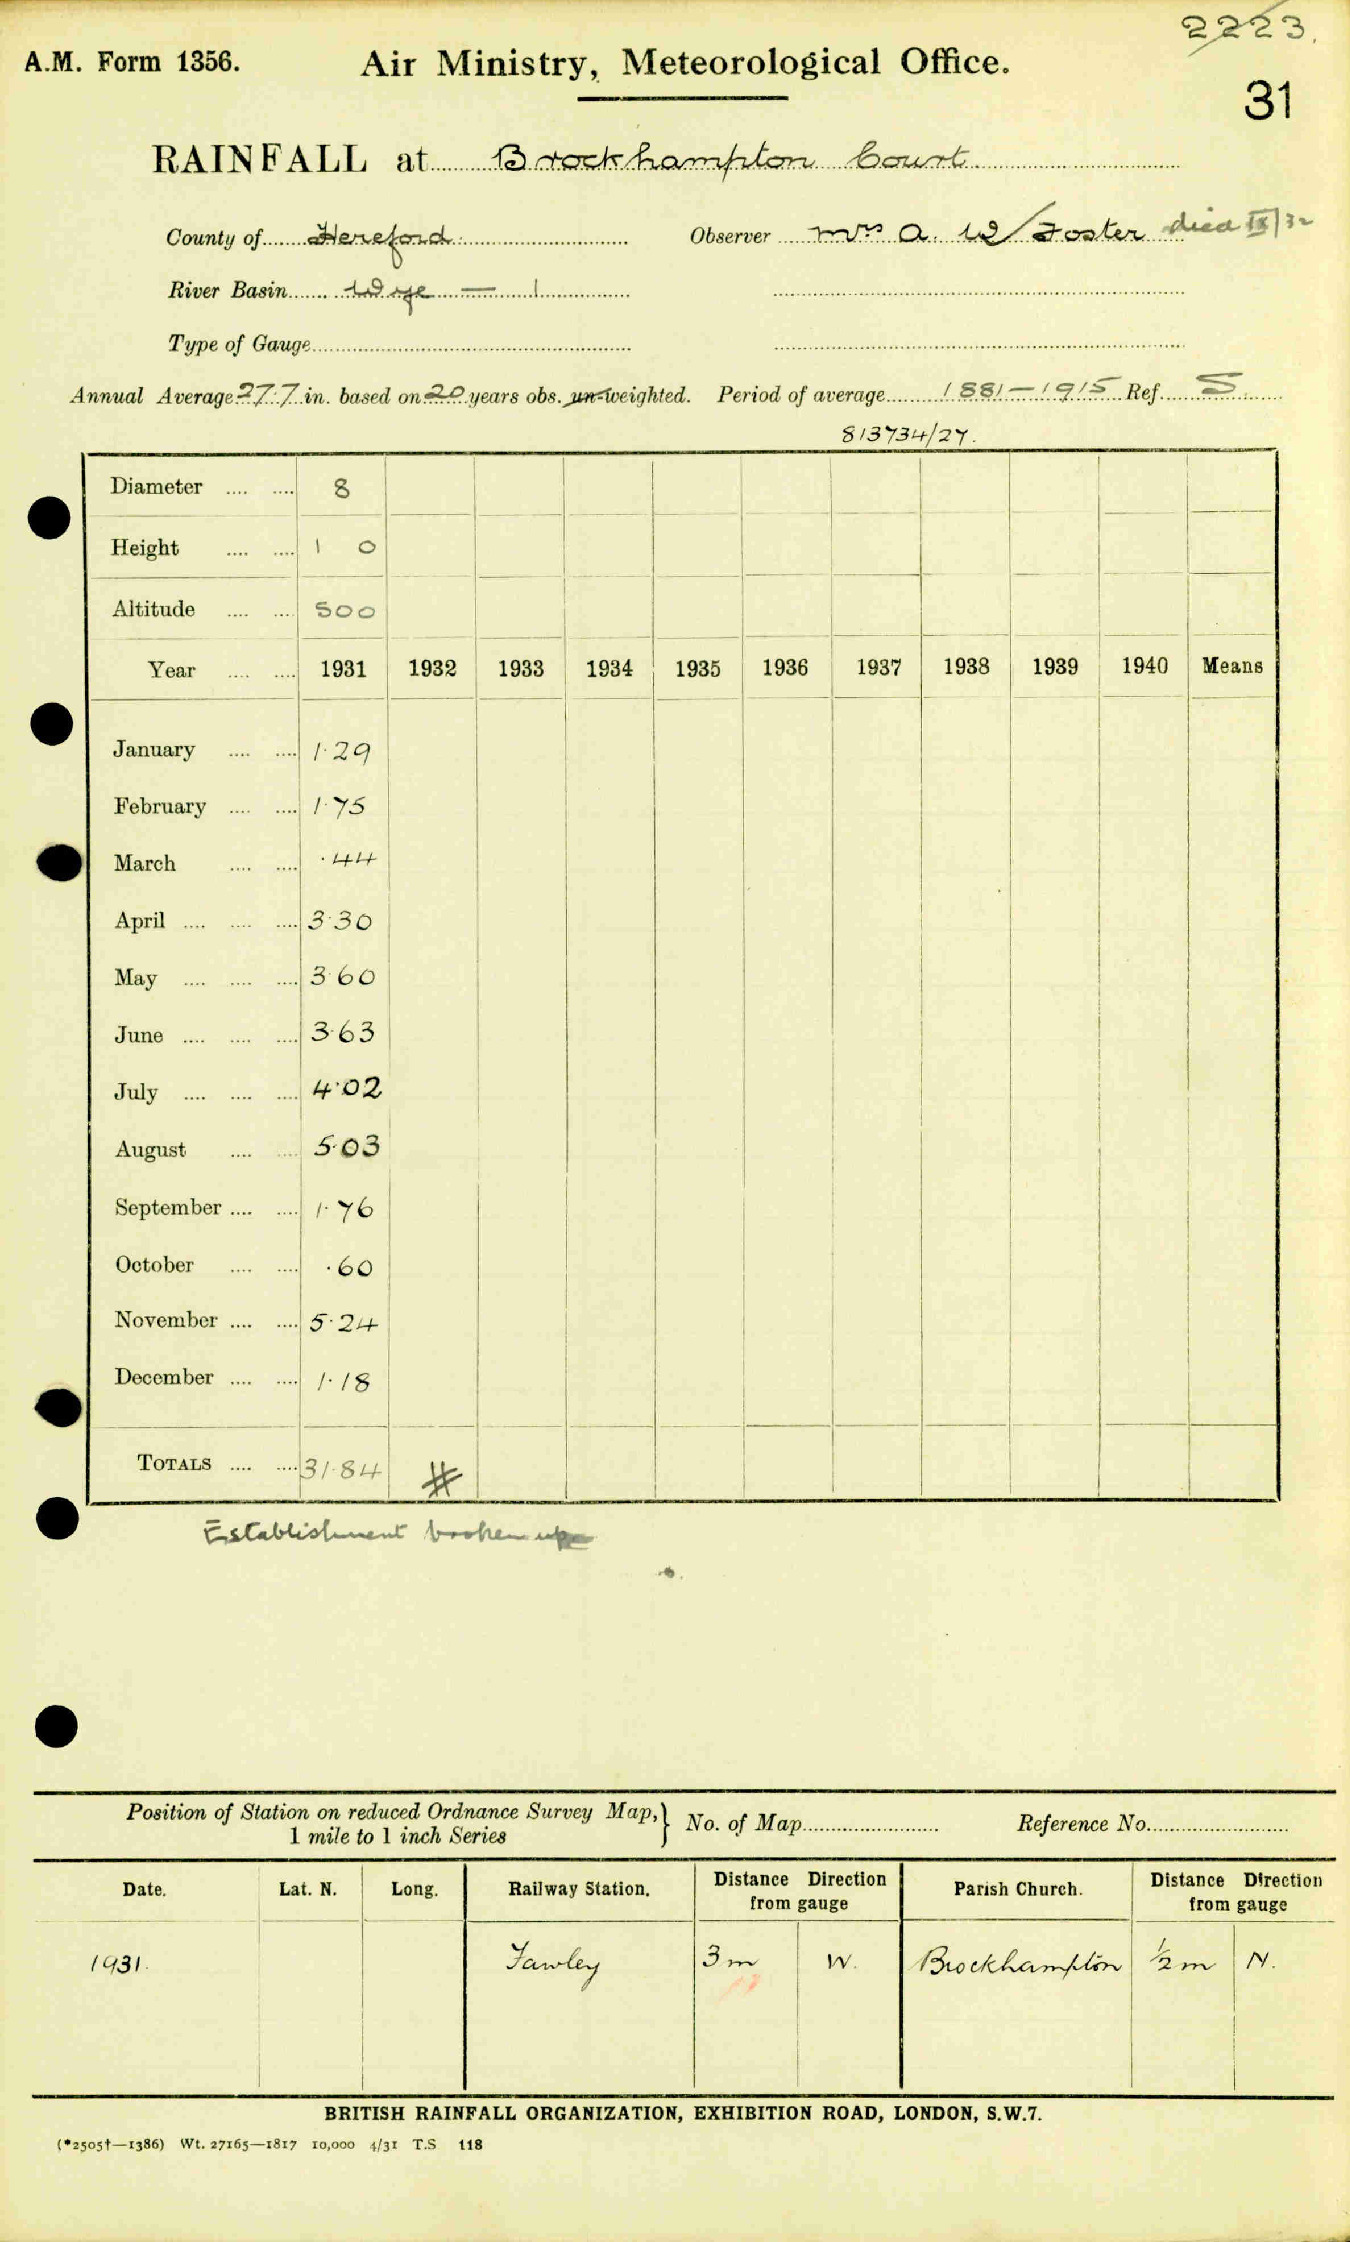 2223.
A.M. Form 1356.
Air Ministry, Meteorological Office.
31
RAINFALL at Brockhampton Court
County of Hereford Observer Mrs A. W. Foster died IX/32
River Basin Wye — 1
Type of Gauge
Annual Average 27.7 in. based on 20 years obs. un-weighted. Period of average 1881—1915 Ref. S
813734/27.
Diameter .... .... 8
Height .... .... 1 0
Altitude .... .... 500
Year .... .... 1931 1932 1933 1934 1935 1936 1937 1938 1939 1940 Means
January .... .... 1.29
February .... .... 1.75
March .... .... .44
April .... .... .... 3.30
May .... .... .... 3.60
June .... .... .... 3.63
July .... .... .... 4.02
August .... .... 5.03
September .... .... 1.76
October .... .... .60
November .... .... 5.24
December .... .... 1.18
TOTALS .... .... 31.84 #
Establishment broken up
Position of Station on reduced Ordnance Survey Map,} No. of Map Reference No.
1 mile to 1 inch Series
Date. Lat. N. Long. Railway Station. Distance Direction from gauge Parish Church. Distance Direction from gauge
1931. Fawley 3m W. Brockhampton ½m N.
BRITISH RAINFALL ORGANIZATION, EXHIBITION ROAD, LONDON, S.W.7.
(*2505†—1386) Wt. 27165—1817 10,000 4/31 T.S 118